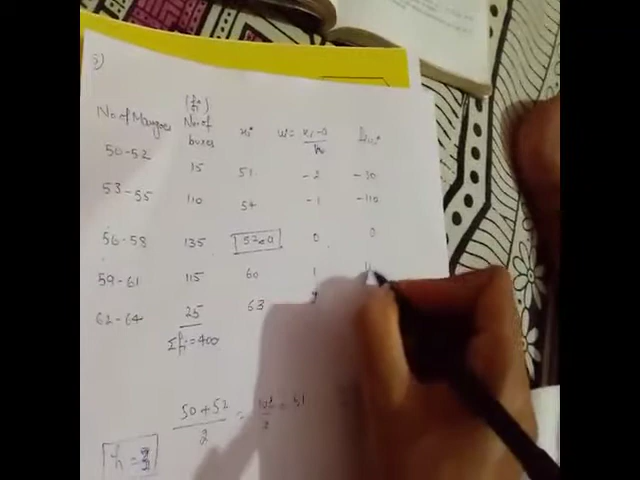 5)
(fi)
No of Mangoes No of boxes xi u = xi-a/h fiui
50-52 15 51 -2 -30
53-55 110 54 -1 -110
56-58 135 57=a 0 0
59-61 115 60 1
62-64 25 63 2
Σfi=400
50+52/2 = 102/2 = 51
h =